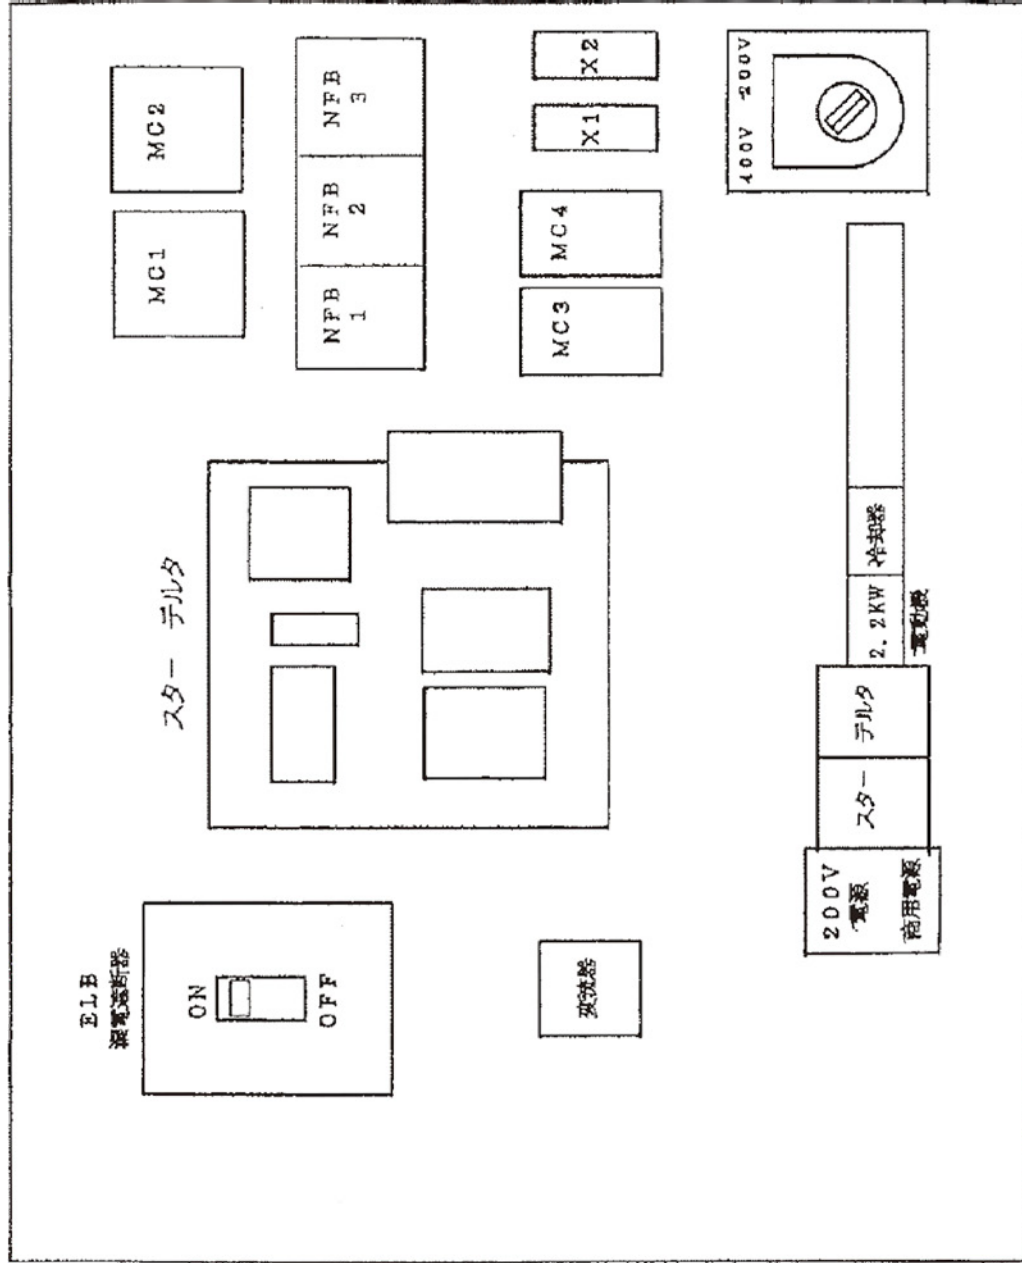 ELB
漏電遮断器
ON
OFF
スター デルタ
MC1
MC2
NFB
1
NFB
2
NFB
3
変流器
MC3
MC4
X1
X2
400V
200V
200V
電源
商用電源
スター
デルタ
2.2KW
電動機
冷却器